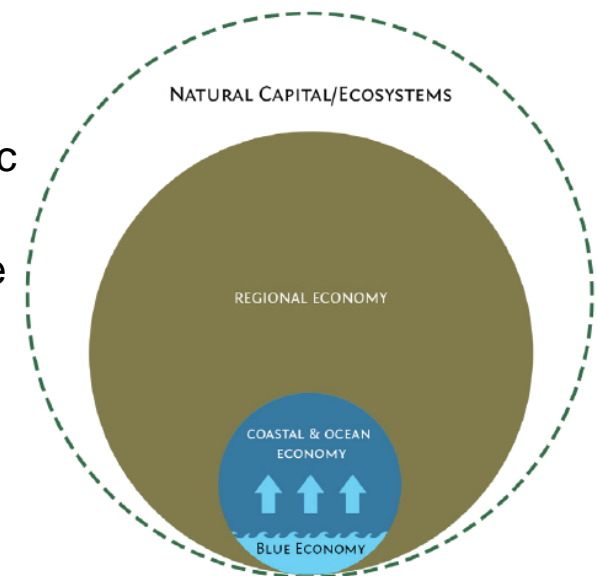 NATURAL CAPITAL/ECOSYSTEMS
c
e
REGIONAL ECONOMY
COASTAL & OCEAN
ECONOMY
BLUE ECONOMY